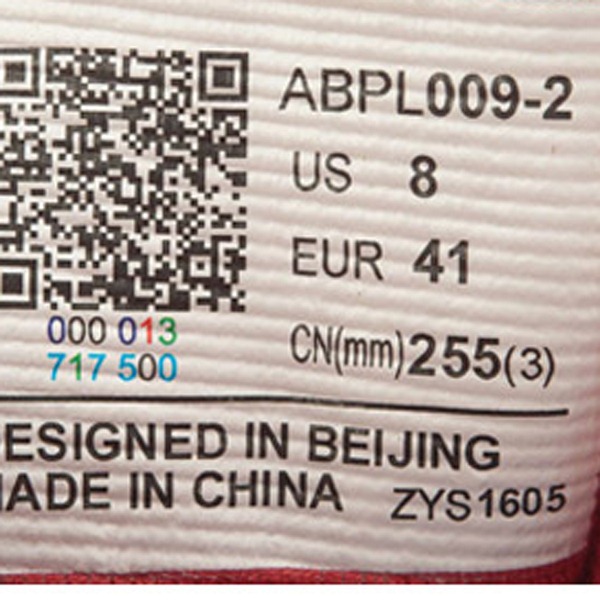 ABPL009-2
US 8
EUR 41
CN(mm)255(3)
000 013
717 500
ESIGNED IN BEIJING
ADE IN CHINA ZYS1605